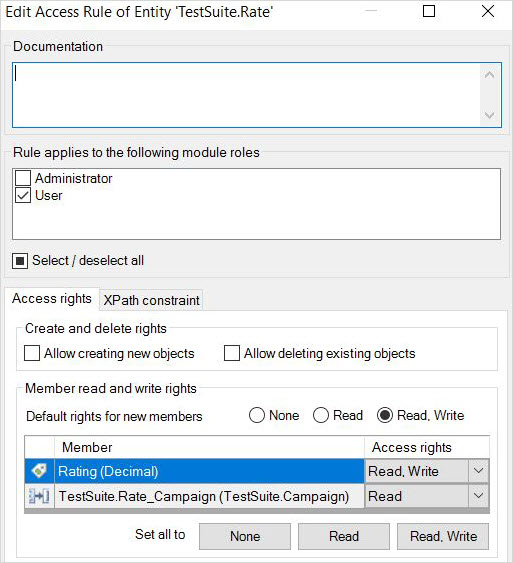 Edit Access Rule of Entity 'TestSuite.Rate'
Documentation
Rule applies to the following module roles
Administrator
User
Select / deselect all
Access rights XPath constraint
Create and delete rights
Allow creating new objects Allow deleting existing objects
Member read and write rights
Default rights for new members None Read Read, Write
Member Access rights
Rating (Decimal) Read, Write
TestSuite.Rate_Campaign (TestSuite.Campaign) Read
Set all to None Read Read, Write